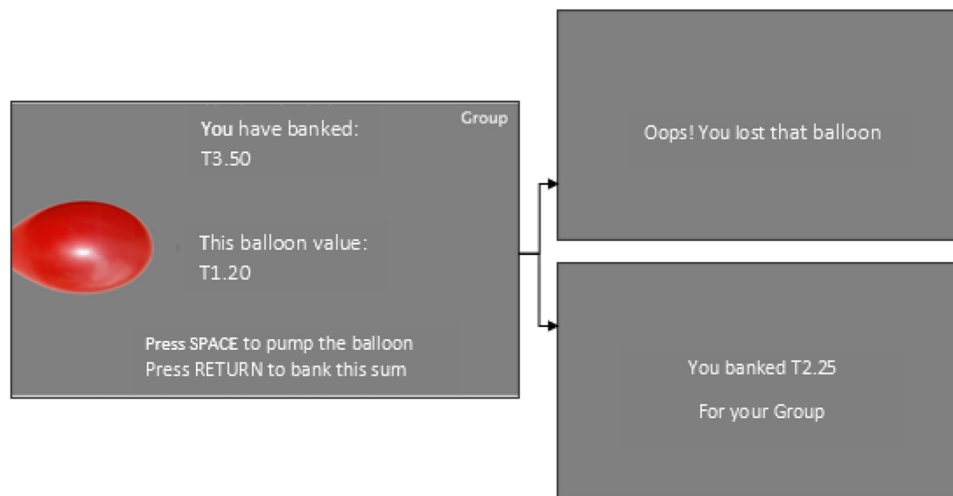 Group
You have banked:
T3.50
This balloon value:
T1.20
Press SPACE to pump the balloon
Press RETURN to bank this sum
Oops! You lost that balloon
You banked T2.25
For your Group